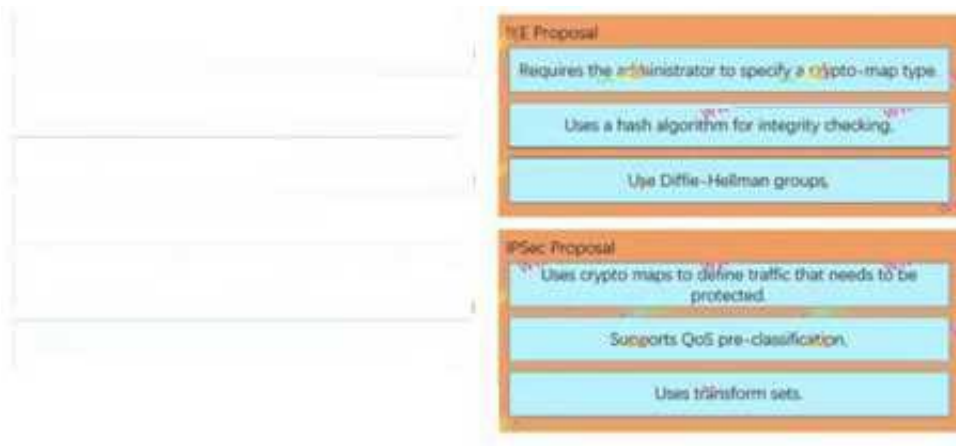 IKE Proposal
Requires the administrator to specify a crypto-map type.
Uses a hash algorithm for integrity checking.
Use Diffie-Hellman groups.
IPSec Proposal
Uses crypto maps to define traffic that needs to be
protected.
Supports QoS pre-classification.
Uses transform sets.